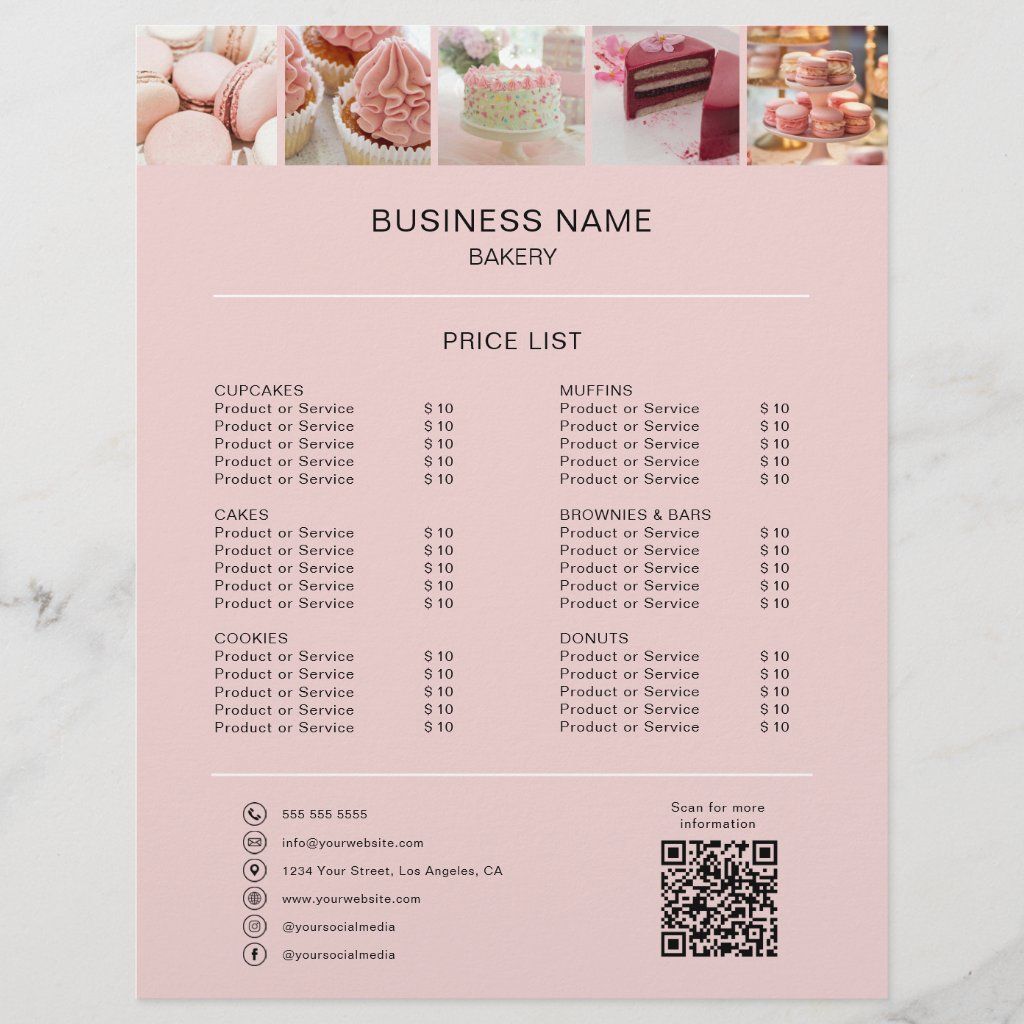 BUSINESS NAME
BAKERY
PRICE LIST
CUPCAKES
Product or Service $ 10
Product or Service $ 10
Product or Service $ 10
Product or Service $ 10
Product or Service $ 10
CAKES
Product or Service $ 10
Product or Service $ 10
Product or Service $ 10
Product or Service $ 10
Product or Service $ 10
COOKIES
Product or Service $ 10
Product or Service $ 10
Product or Service $ 10
Product or Service $ 10
Product or Service $ 10
MUFFINS
Product or Service $ 10
Product or Service $ 10
Product or Service $ 10
Product or Service $ 10
Product or Service $ 10
BROWNIES & BARS
Product or Service $ 10
Product or Service $ 10
Product or Service $ 10
Product or Service $ 10
Product or Service $ 10
DONUTS
Product or Service $ 10
Product or Service $ 10
Product or Service $ 10
Product or Service $ 10
Product or Service $ 10
555 555 5555
info@yourwebsite.com
1234 Your Street, Los Angeles, CA
www.yourwebsite.com
@yoursocialmedia
@yoursocialmedia
Scan for more
information